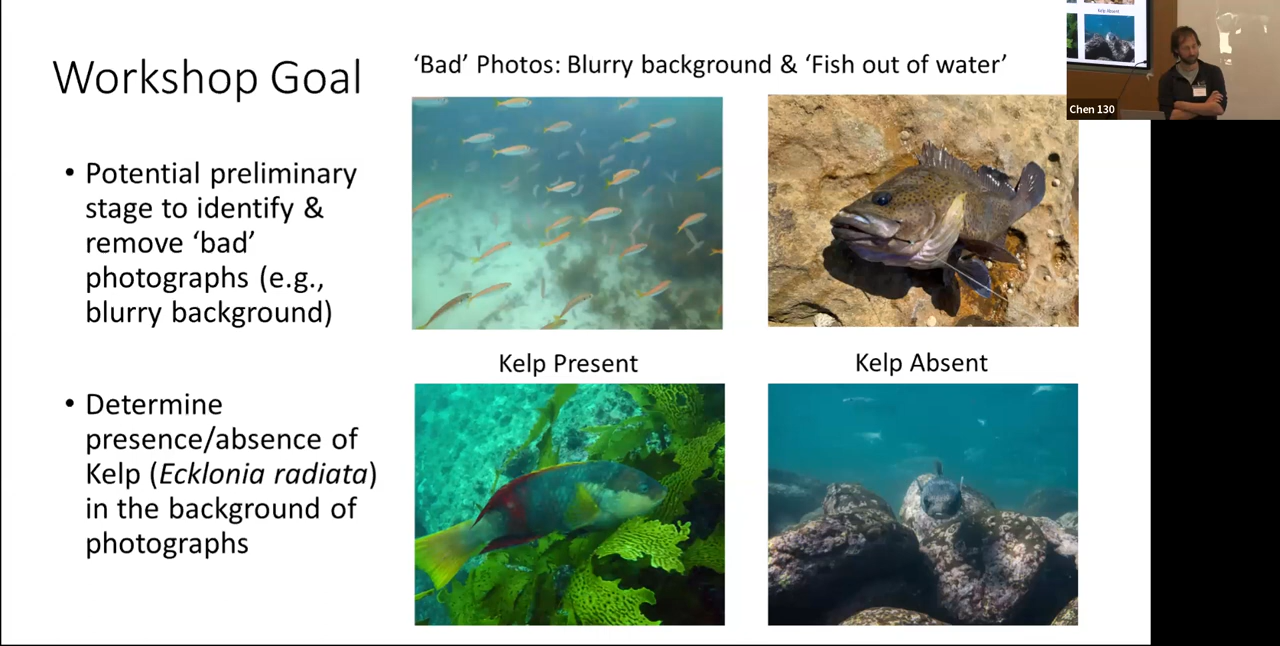 Workshop Goal
‘Bad’ Photos: Blurry background & ‘Fish out of water’
• Potential preliminary
stage to identify &
remove ‘bad’
photographs (e.g.,
blurry background)
Kelp Present
Kelp Absent
• Determine
presence/absence of
Kelp (Ecklonia radiata)
in the background of
photographs
Kelp Absent
Chen 130